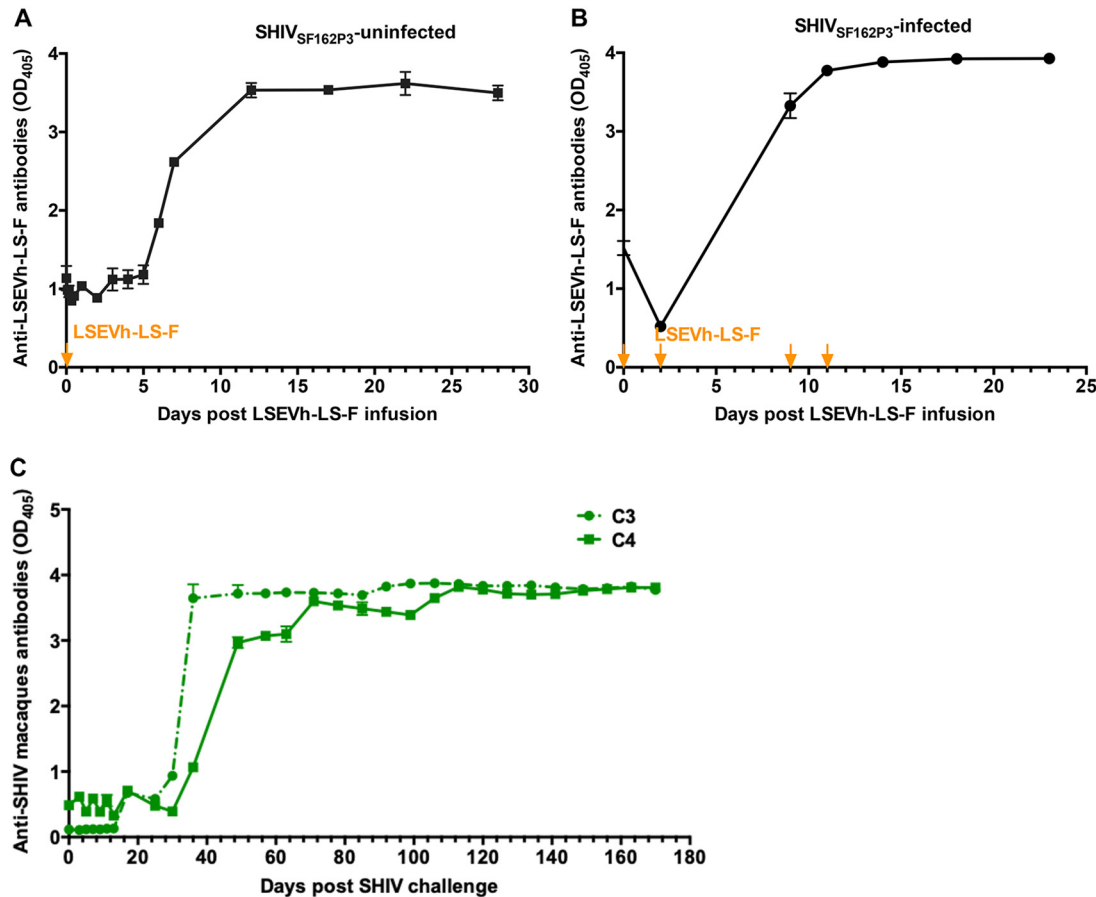 A
SHIVSF162P3-uninfected
Anti-LSEVh-LS-F antibodies (OD405)
4
3
2
1
0
LSEVh-LS-F
0 5 10 15 20 25 30
Days post LSEVh-LS-F infusion
B
SHIVSF162P3-infected
Anti-LSEVh-LS-F antibodies (OD405)
4
3
2
1
0
LSEVh-LS-F
0 5 10 15 20 25
Days post LSEVh-LS-F infusion
C
Anti-SHIV macaques antibodies (OD405)
5
4
3
2
1
0
C3
C4
0 20 40 60 80 100 120 140 160 180
Days post SHIV challenge